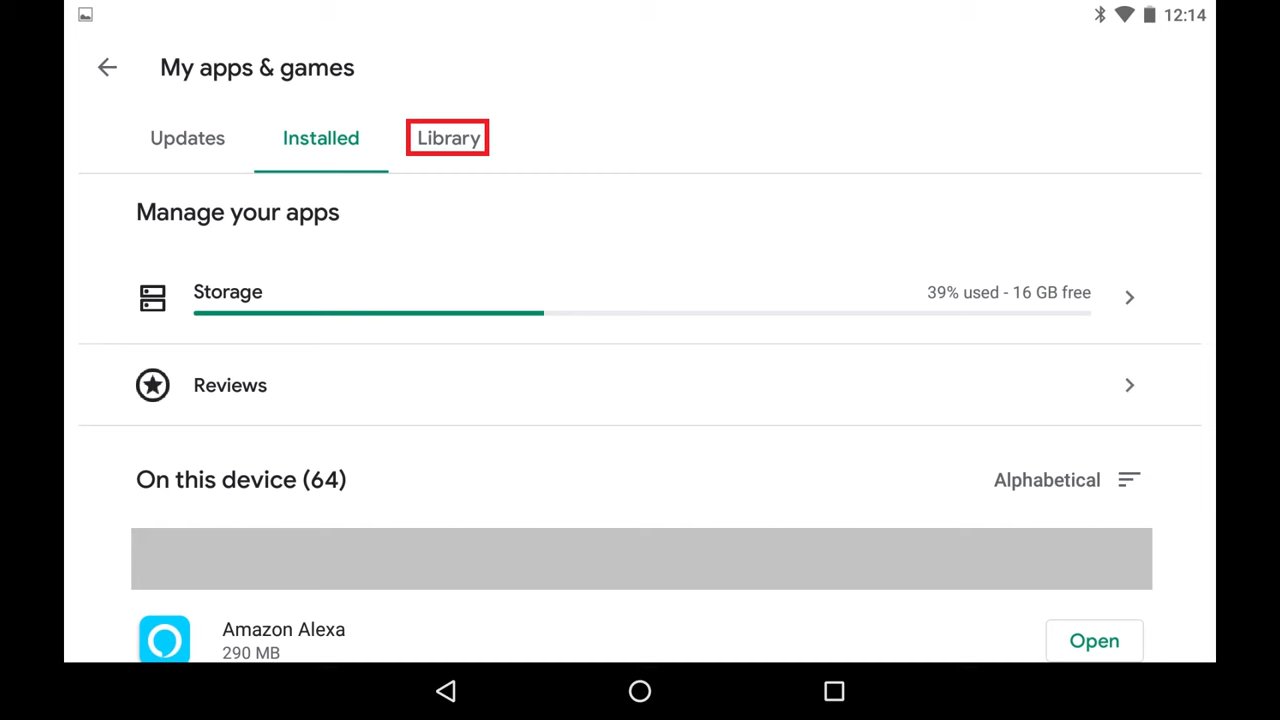 12:14
My apps & games
Updates Installed Library
Manage your apps
Storage 39% used - 16 GB free
Reviews
On this device (64) Alphabetical
Amazon Alexa
290 MB
Open